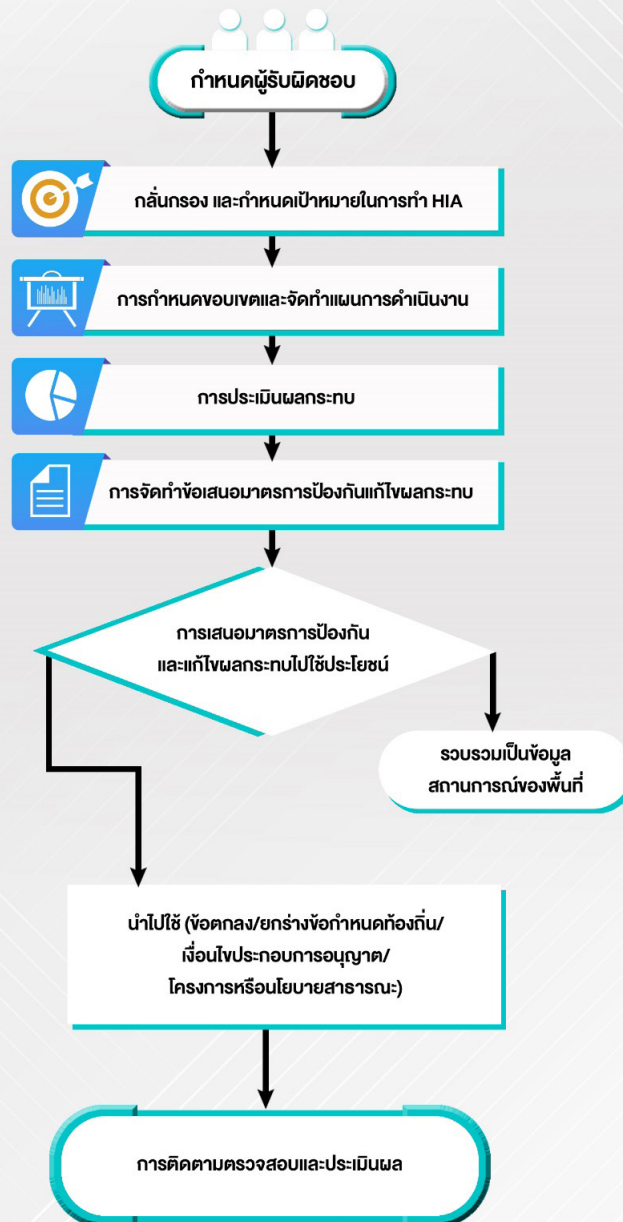 กำหนดผู้รับผิดชอบ
กลั่นกรอง และกำหนดเป้าหมายในการทำ HIA
การกำหนดขอบเขตและจัดทำแผนการดำเนินงาน
การประเมินผลกระทบ
การจัดทำข้อเสนอมาตรการป้องกันแก้ไขผลกระทบ
การเสนอมาตรการป้องกัน
และแก้ไขผลกระทบไปใช้ประโยชน์
รวบรวมเป็นข้อมูล
สถานการณ์ของพื้นที่
นำไปใช้ (ข้อตกลง/ยกร่างข้อกำหนดท้องถิ่น/
เงื่อนไขประกอบการอนุญาต/
โครงการหรือนโยบายสาธารณะ)
การติดตามตรวจสอบและประเมินผล